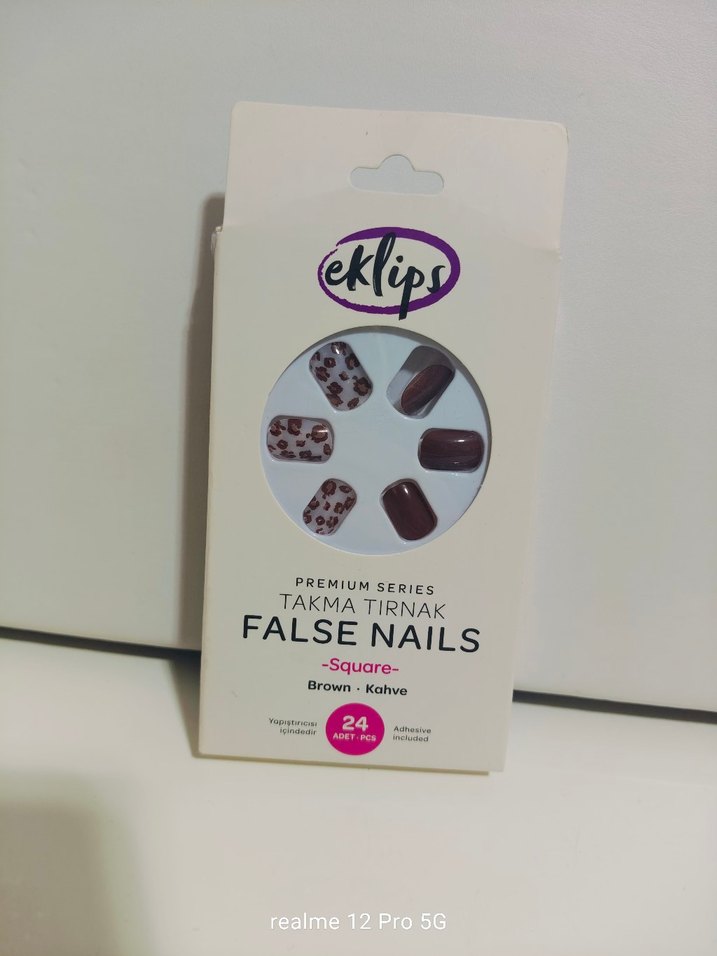 eklips
PREMIUM SERIES
TAKMA TIRNAK
FALSE NAILS
-Square-
Brown · Kahve
Yapıştırıcısı
içindedir
24
ADET · PCS
Adhesive
included
realme 12 Pro 5G